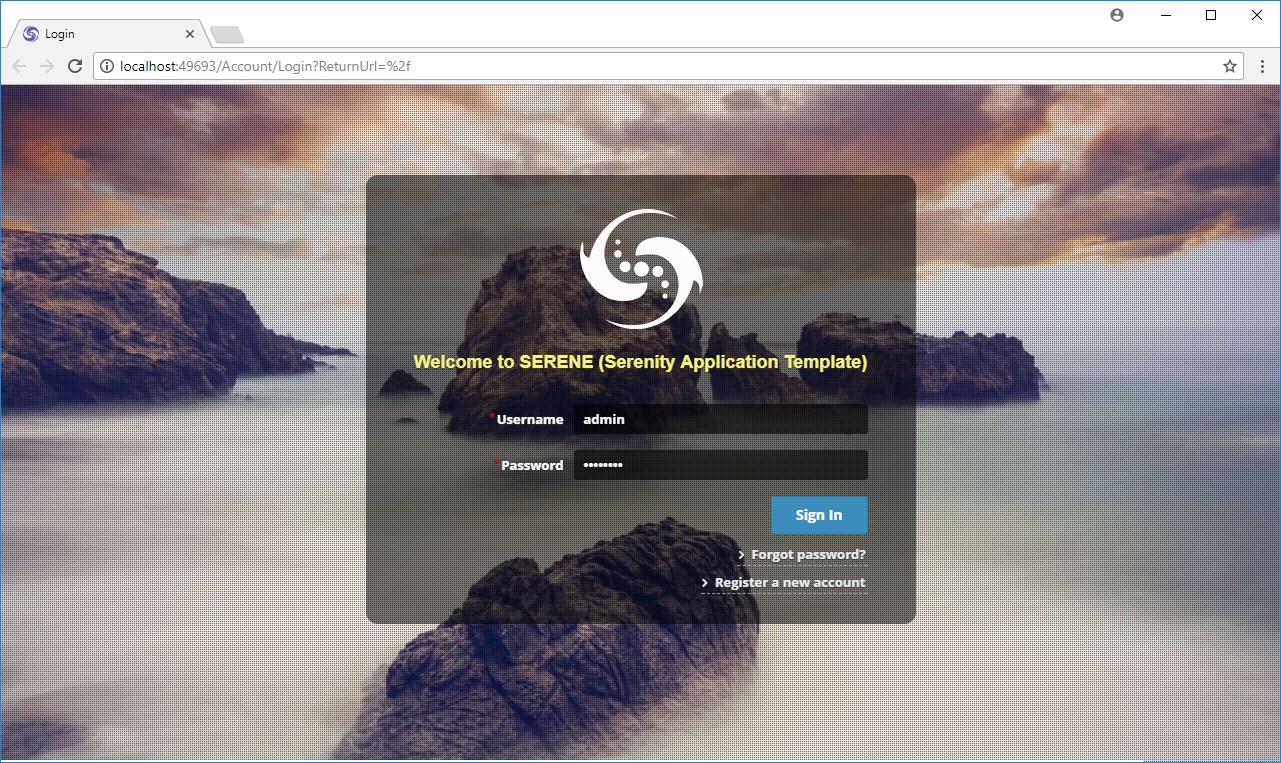 Login
localhost:49693/Account/Login?ReturnUrl=%2f
Welcome to SERENE (Serenity Application Template)
*Username admin
*Password ••••••••
Sign In
Forgot password?
Register a new account